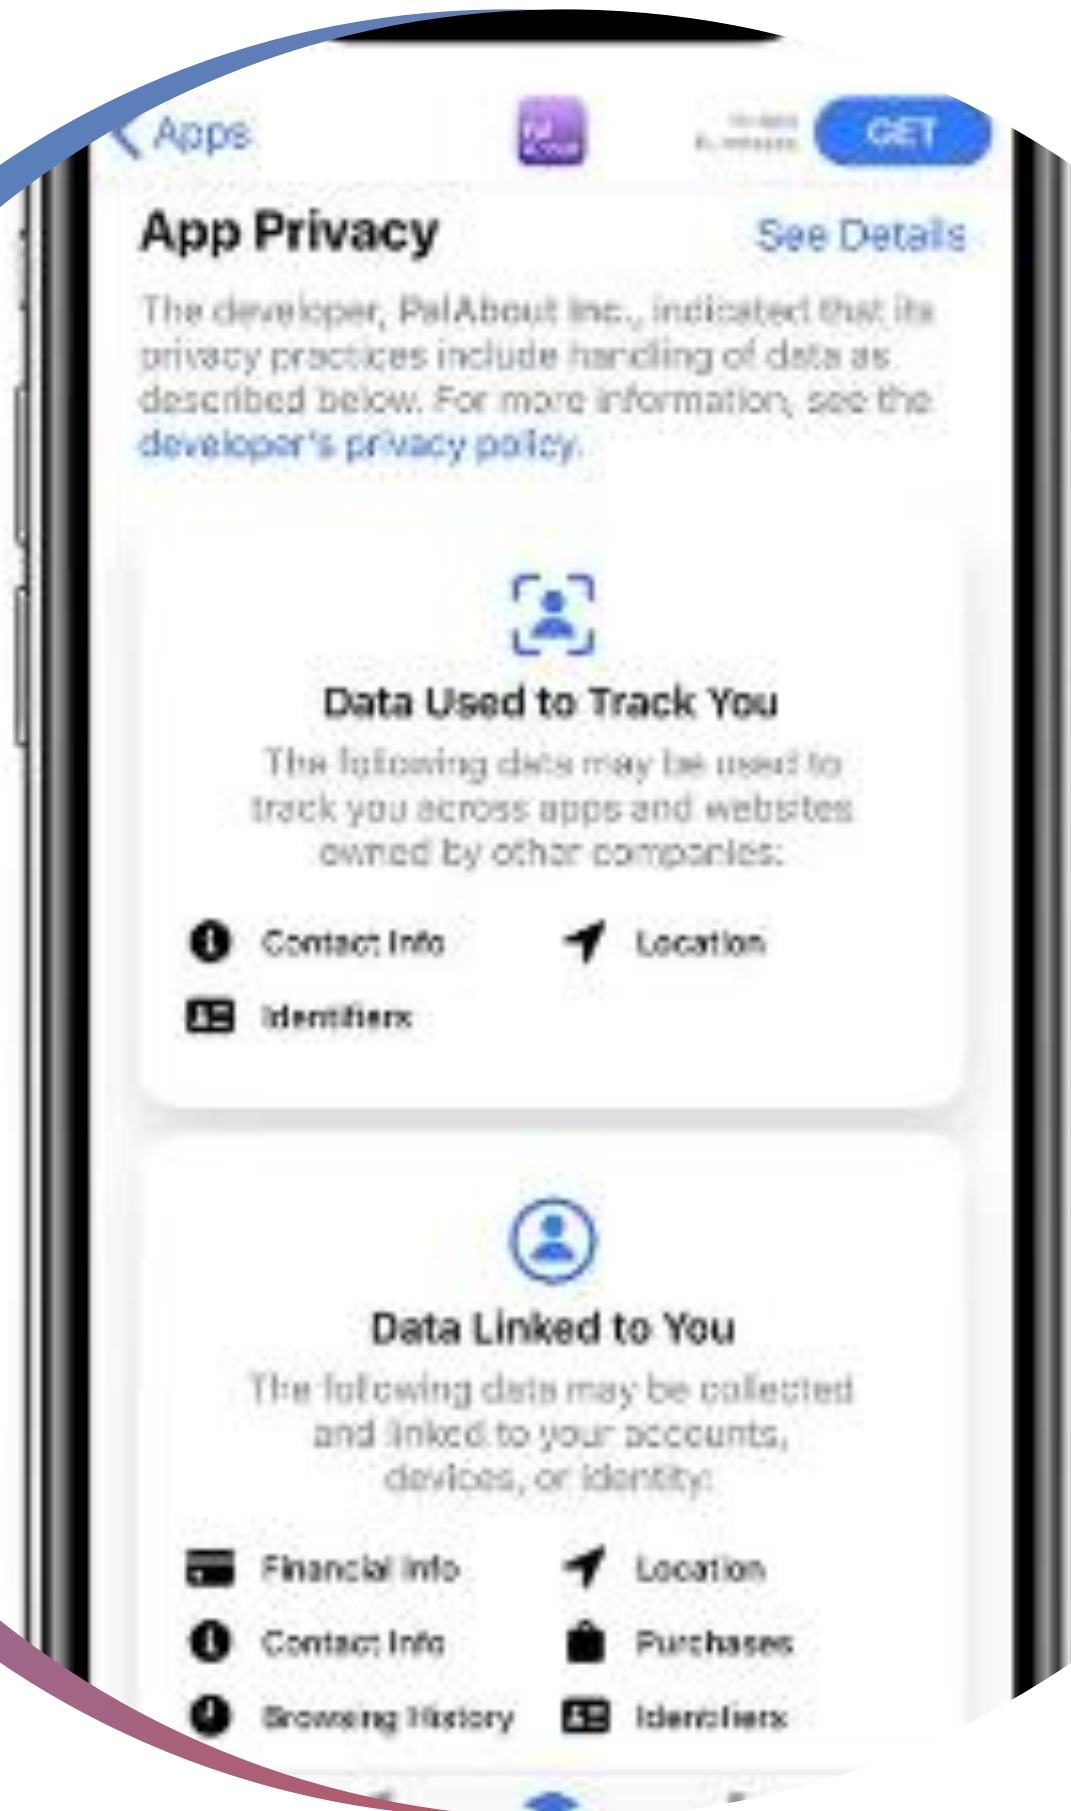 Apps
GET
App Privacy
See Details
The developer, PalAbout Inc., indicated that its
privacy practices include handling of data as
described below. For more information, see the
developer's privacy policy.
Data Used to Track You
The following data may be used to
track you across apps and websites
owned by other companies:
Contact Info
Location
Identifiers
Data Linked to You
The following data may be collected
and linked to your accounts,
devices, or identity:
Financial Info
Location
Contact Info
Purchases
Browsing History
Identifiers